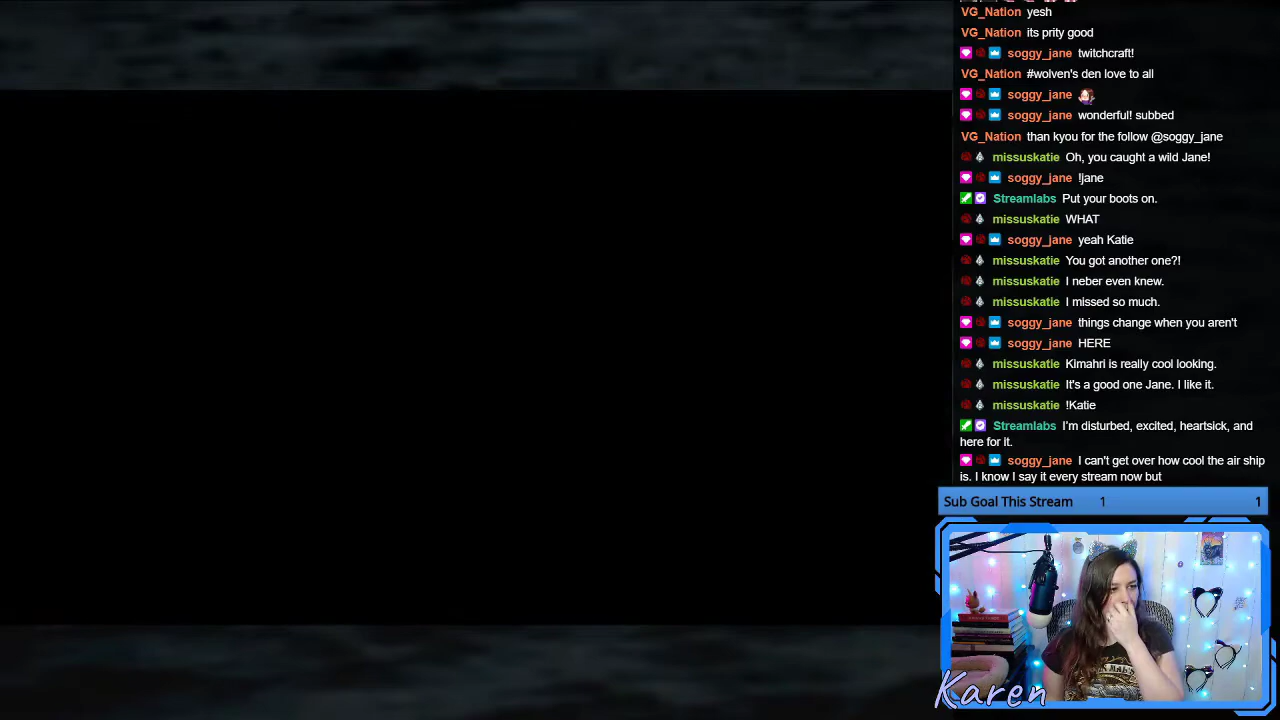 VG_Nation yesh
VG_Nation its prity good
soggy_jane twitchcraft!
VG_Nation #wolven's den love to all
soggy_jane
soggy_jane wonderful! subbed
VG_Nation than kyou for the follow @soggy_jane
missuskatie Oh, you caught a wild Jane!
soggy_jane !jane
Streamlabs Put your boots on.
missuskatie WHAT
soggy_jane yeah Katie
missuskatie You got another one?!
missuskatie I neber even knew.
missuskatie I missed so much.
soggy_jane things change when you aren't
soggy_jane HERE
missuskatie Kimahri is really cool looking.
missuskatie It's a good one Jane. I like it.
missuskatie !Katie
Streamlabs I'm disturbed, excited, heartsick, and
here for it.
soggy_jane I can't get over how cool the air ship
is. I know I say it every stream now but
Sub Goal This Stream 1 1
Karen